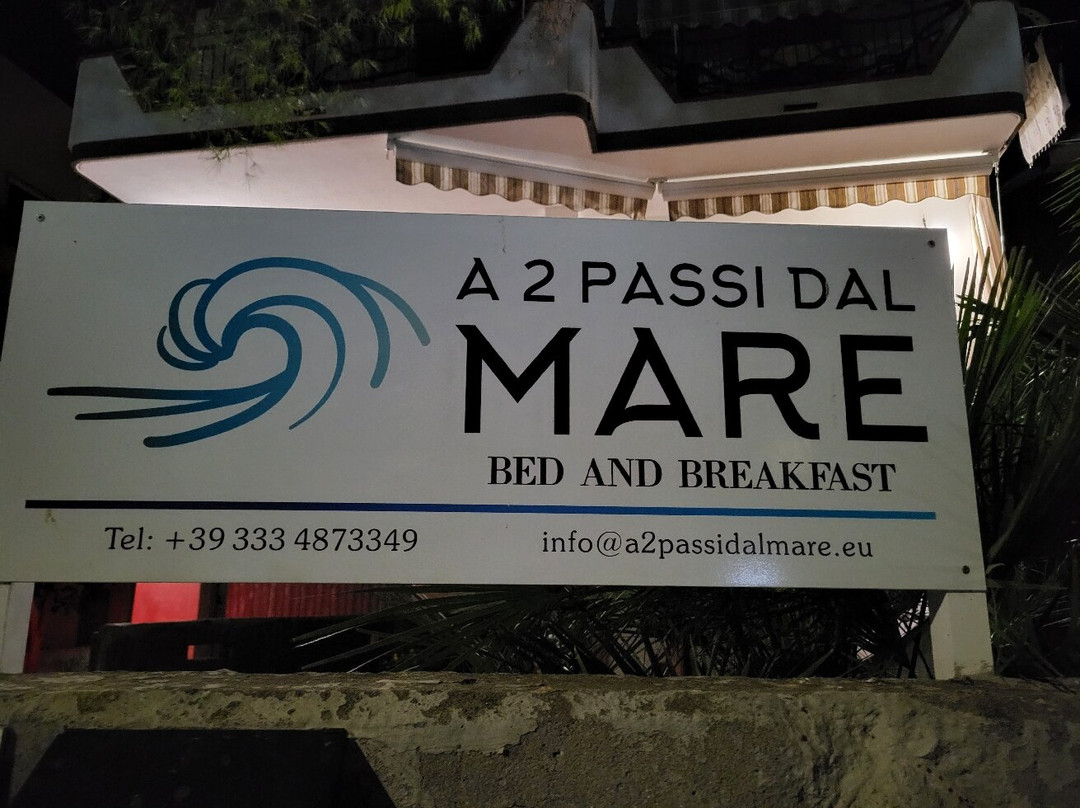 A 2 PASSI DAL
MARE
BED AND BREAKFAST
Tel: +39 333 4873349
info@a2passidalmare.eu